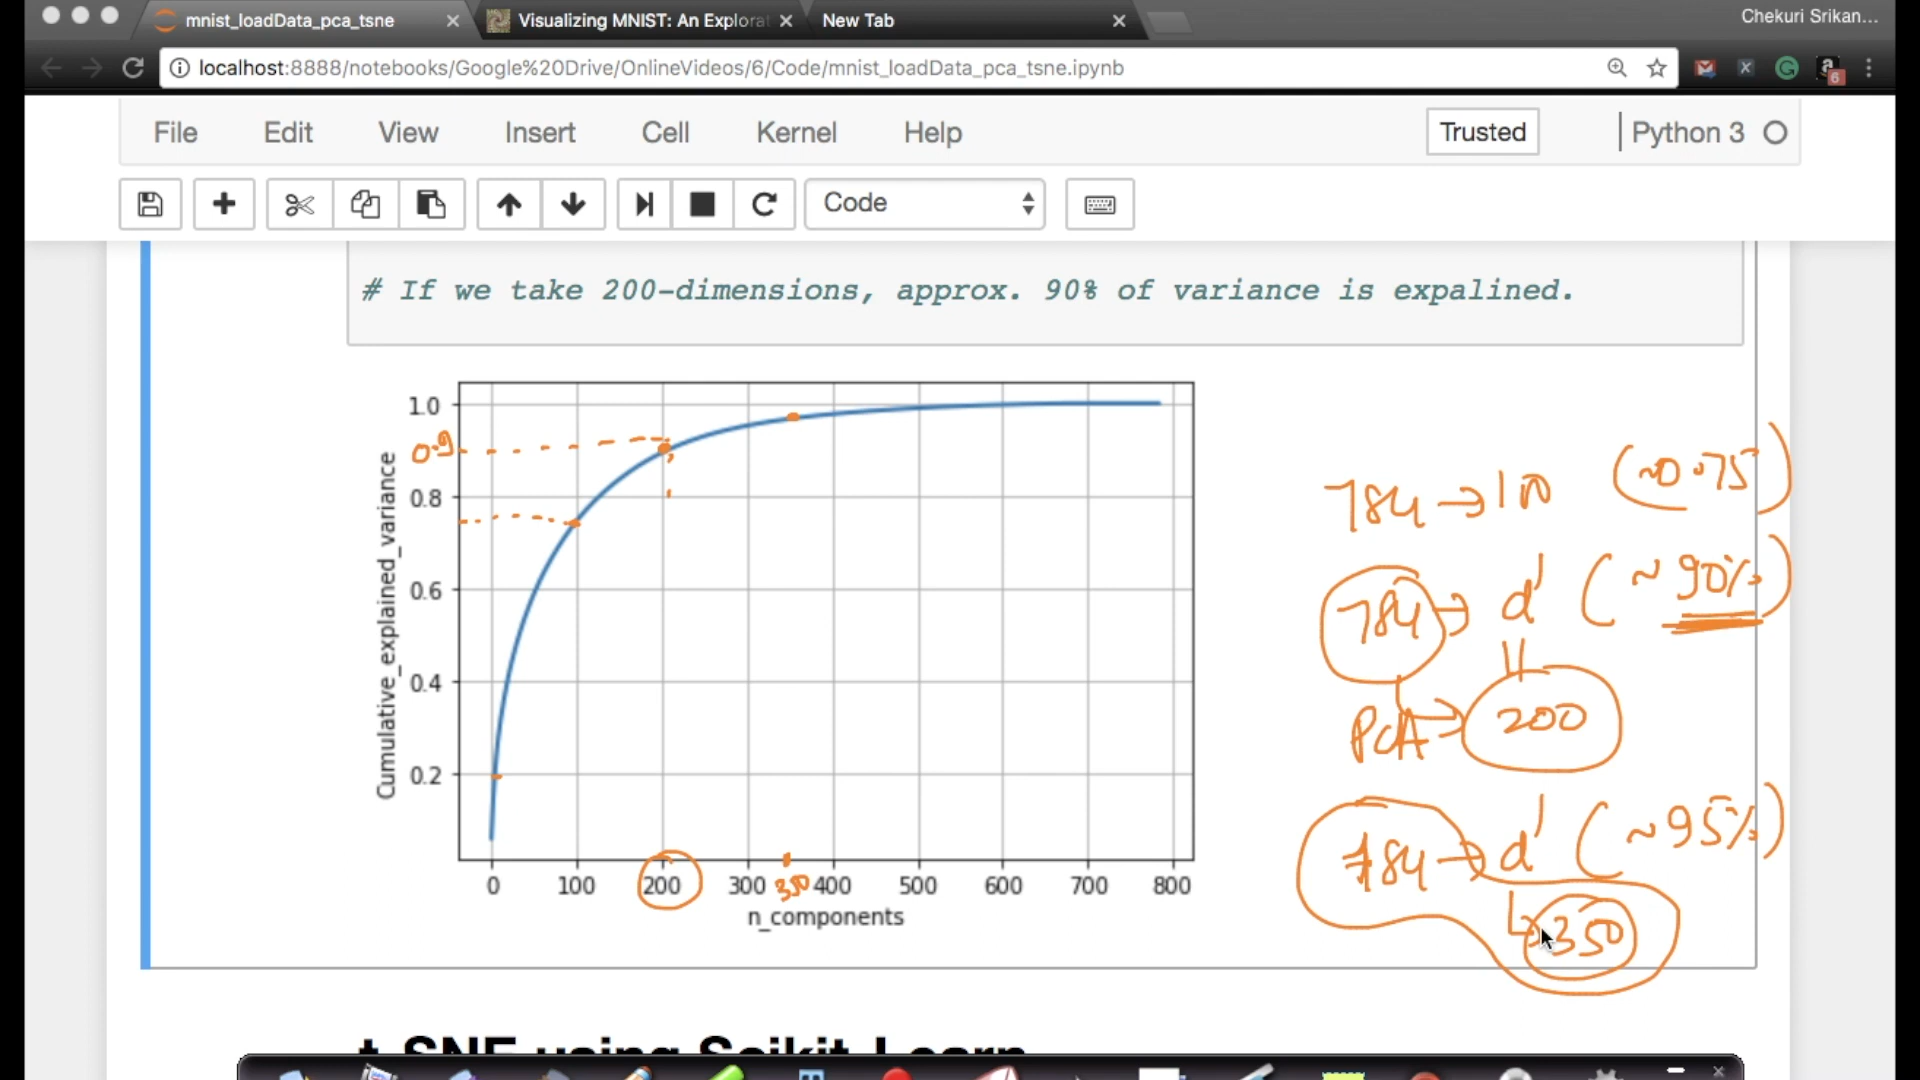 mnist_loadData_pca_tsne
Visualizing MNIST: An Explorat
New Tab
Chekuri Srikan...
localhost:8888/notebooks/Google%20Drive/OnlineVideos/6/Code/mnist_loadData_pca_tsne.ipynb
6
File Edit View Insert Cell Kernel Help
Trusted
Python 3
Code
# If we take 200-dimensions, approx. 90% of variance is expalined.
1.0
0.9
0.8
0.6
0.4
0.2
Cumulative_explained_variance
0 100 200 300 350 400 500 600 700 800
n_components
784 → 100 (~0.75)
784 → d' (~90%)
PCA → 200
784 → d' (~95%)
350
t-SNE using Scikit-Learn